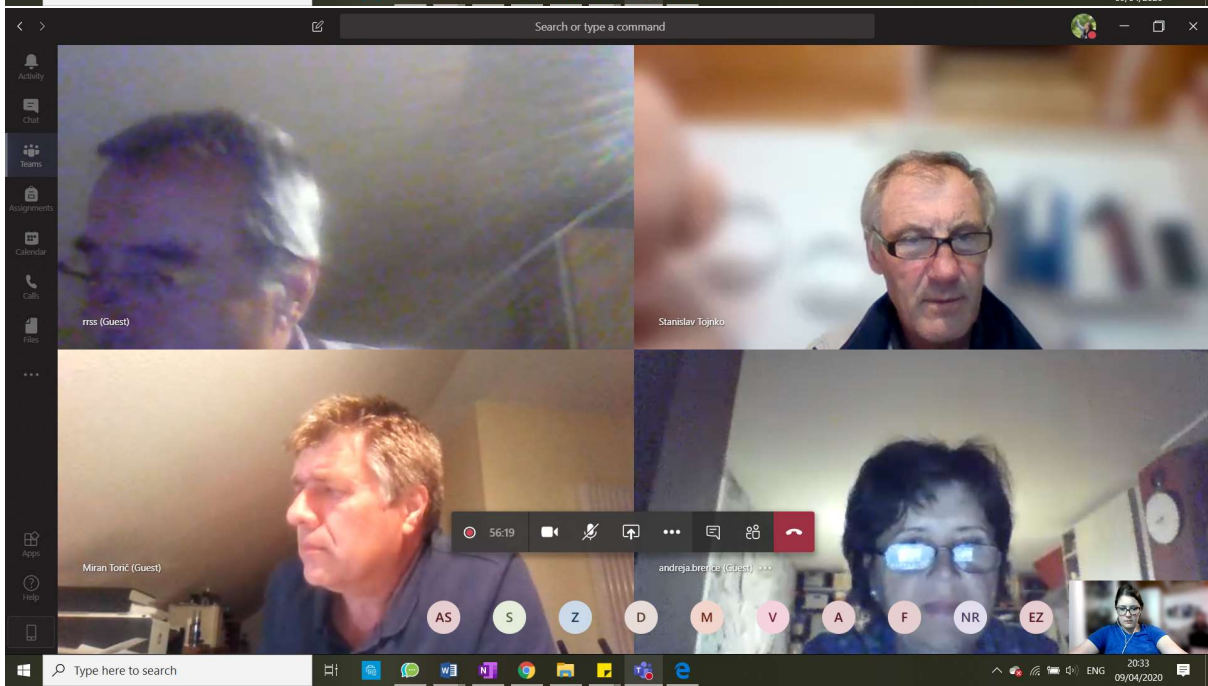 Search or type a command
Activity
Chat
Teams
Assignments
Calendar
Calls
Files
Apps
Help
rrss (Guest)
Stanislav Tojnko
Miran Torič (Guest)
andreja.brence (Guest)
56:19
AS
S
Z
D
M
V
A
F
NR
EZ
Type here to search
ENG
20:33
09/04/2020